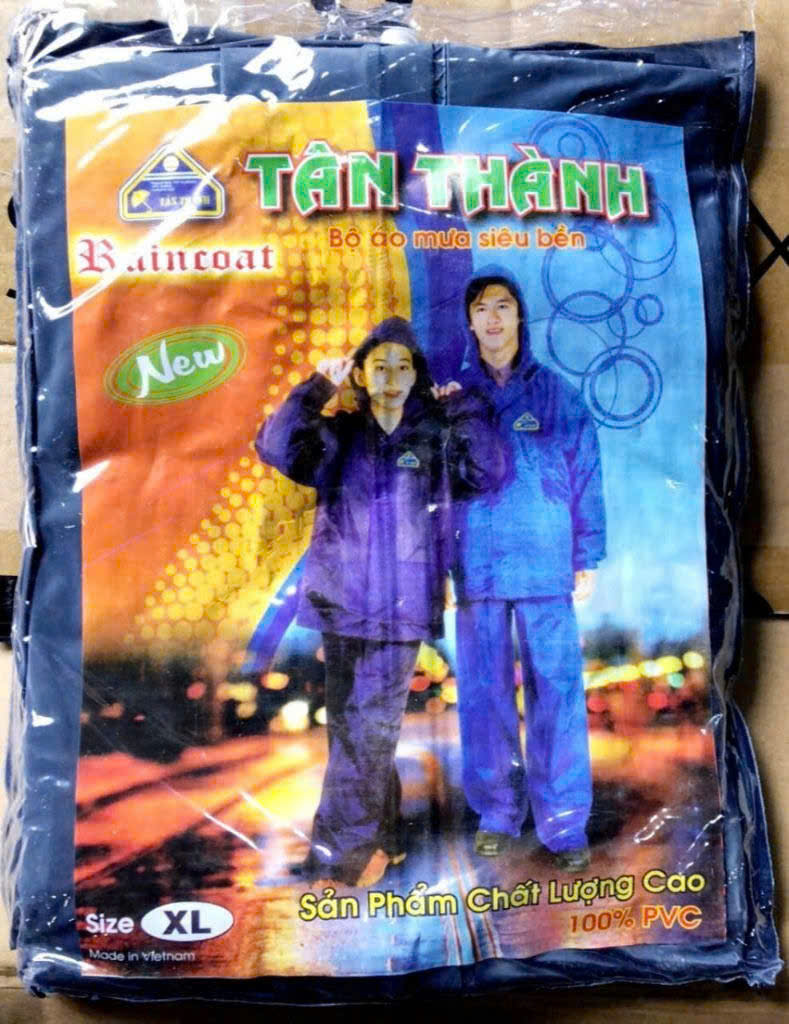 TÂN THÀNH
Bộ áo mưa siêu bền
Raincoat
New
Sản Phẩm Chất Lượng Cao
100% PVC
Size XL
Made in Vietnam